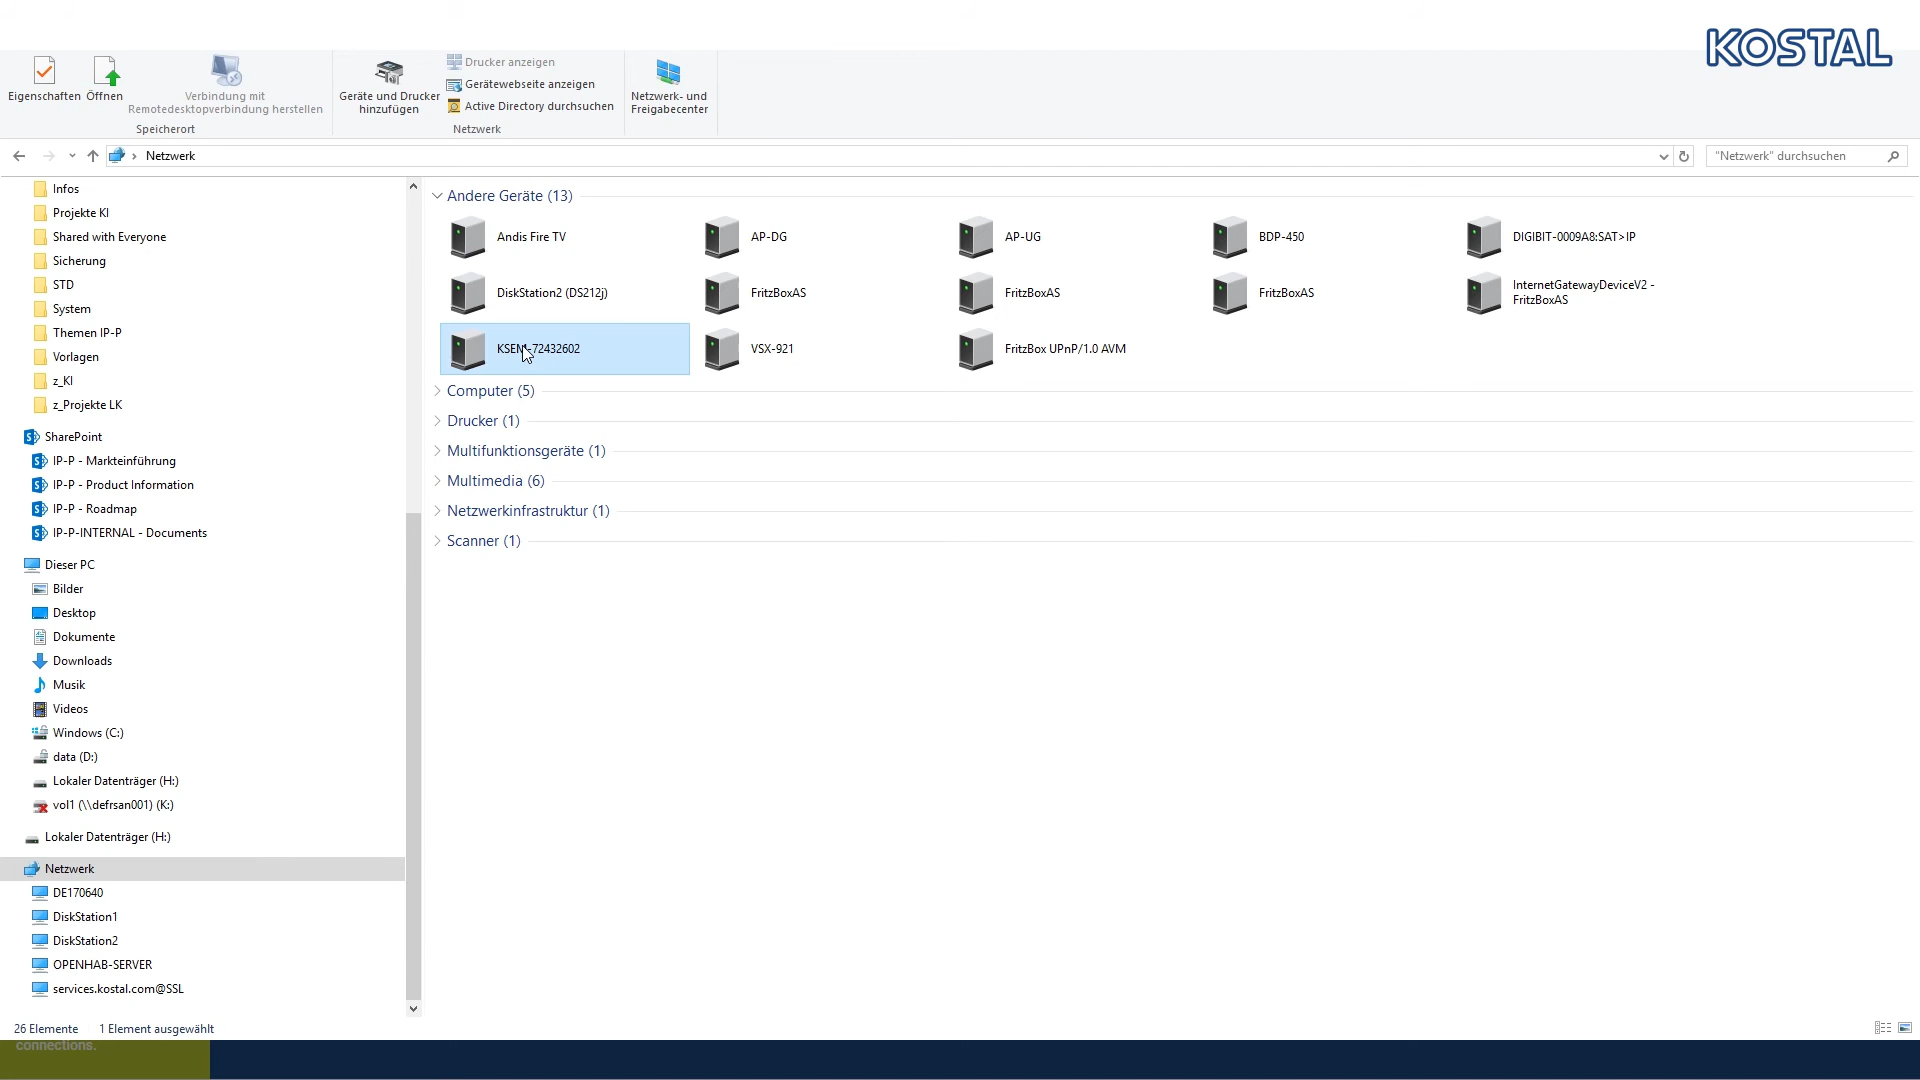 KOSTAL
Eigenschaften
Öffnen
Verbindung mit
Remotedesktopverbindung herstellen
Speicherort
Geräte und Drucker
hinzufügen
Drucker anzeigen
Gerätewebseite anzeigen
Active Directory durchsuchen
Netzwerk
Netzwerk- und
Freigabecenter
Netzwerk
"Netzwerk" durchsuchen
Infos
Projekte KI
Shared with Everyone
Sicherung
STD
System
Themen IP-P
Vorlagen
z_KI
z_Projekte LK
SharePoint
IP-P - Markteinführung
IP-P - Product Information
IP-P - Roadmap
IP-P-INTERNAL - Documents
Dieser PC
Bilder
Desktop
Dokumente
Downloads
Musik
Videos
Windows (C:)
data (D:)
Lokaler Datenträger (H:)
vol1 (\\defrsan001) (K:)
Lokaler Datenträger (H:)
Netzwerk
DE170640
DiskStation1
DiskStation2
OPENHAB-SERVER
services.kostal.com@SSL
Andere Geräte (13)
Andis Fire TV
AP-DG
AP-UG
BDP-450
DIGIBIT-0009A8:SAT>IP
DiskStation2 (DS212j)
FritzBoxAS
FritzBoxAS
FritzBoxAS
InternetGatewayDeviceV2 -
FritzBoxAS
KSEM-72432602
VSX-921
FritzBox UPnP/1.0 AVM
Computer (5)
Drucker (1)
Multifunktionsgeräte (1)
Multimedia (6)
Netzwerkinfrastruktur (1)
Scanner (1)
26 Elemente
1 Element ausgewählt
connections.